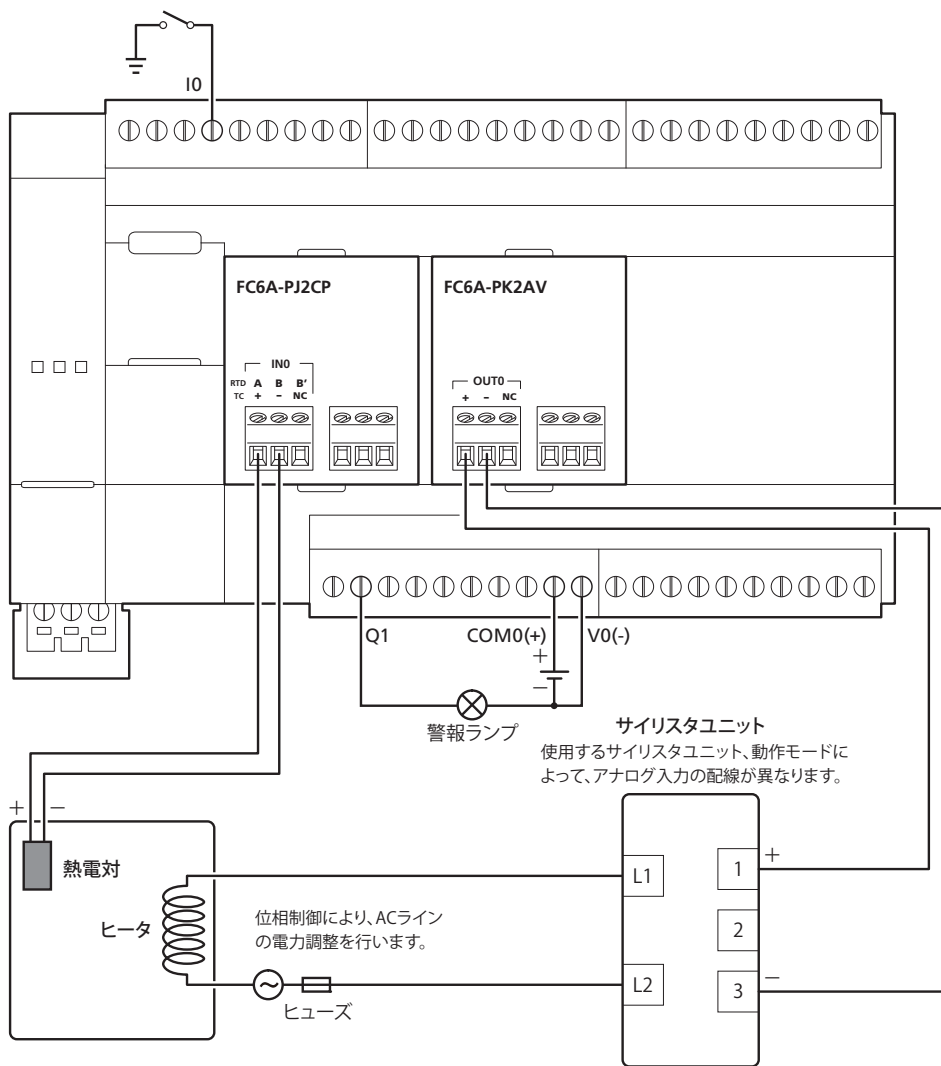 I0
FC6A-PJ2CP
FC6A-PK2AV
IN0
RTD A B B'
TC + − NC
OUT0
+ − NC
Q1
COM0(+)
V0(-)
+
−
警報ランプ
サイリスタユニット
使用するサイリスタユニット、動作モードに
よって、アナログ入力の配線が異なります。
+ −
熱電対
ヒータ
位相制御により、ACライン
の電力調整を行います。
ヒューズ
L1
L2
1
+
2
3
−